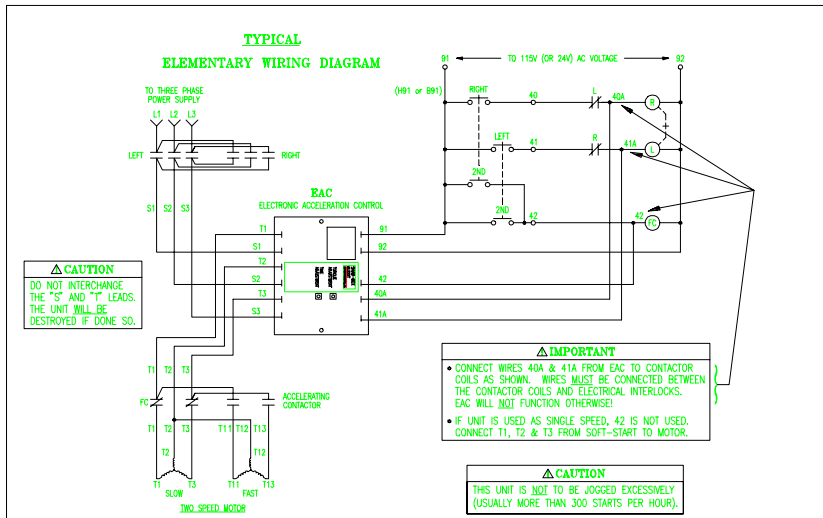 TYPICAL
ELEMENTARY WIRING DIAGRAM
91
TO 115V (OR 24V) AC VOLTAGE
92
TO THREE PHASE
POWER SUPPLY
L1 L2 L3
(H91 or B91)
RIGHT
40
L
40A
R
LEFT
RIGHT
LEFT
41
R
41A
L
2ND
2ND
42
42
FC
S1
S2
S3
EAC
ELECTRONIC ACCELERATION CONTROL
T1
S1
T2
S2
T3
S3
91
92
42
40A
41A
CAUTION
DO NOT INTERCHANGE
THE "S" AND "T" LEADS.
THE UNIT WILL BE
DESTROYED IF DONE SO.
T1 T2 T3
FC
ACCELERATING
CONTACTOR
T1 T2 T3 T11 T12 T13
T2
T12
T1 T3 T11 T13
SLOW FAST
TWO SPEED MOTOR
IMPORTANT
• CONNECT WIRES 40A & 41A FROM EAC TO CONTACTOR
COILS AS SHOWN. WIRES MUST BE CONNECTED BETWEEN
THE CONTACTOR COILS AND ELECTRICAL INTERLOCKS.
EAC WILL NOT FUNCTION OTHERWISE!
• IF UNIT IS USED AS SINGLE SPEED, 42 IS NOT USED.
CONNECT T1, T2 & T3 FROM SOFT-START TO MOTOR.
CAUTION
THIS UNIT IS NOT TO BE JOGGED EXCESSIVELY
(USUALLY MORE THAN 300 STARTS PER HOUR).